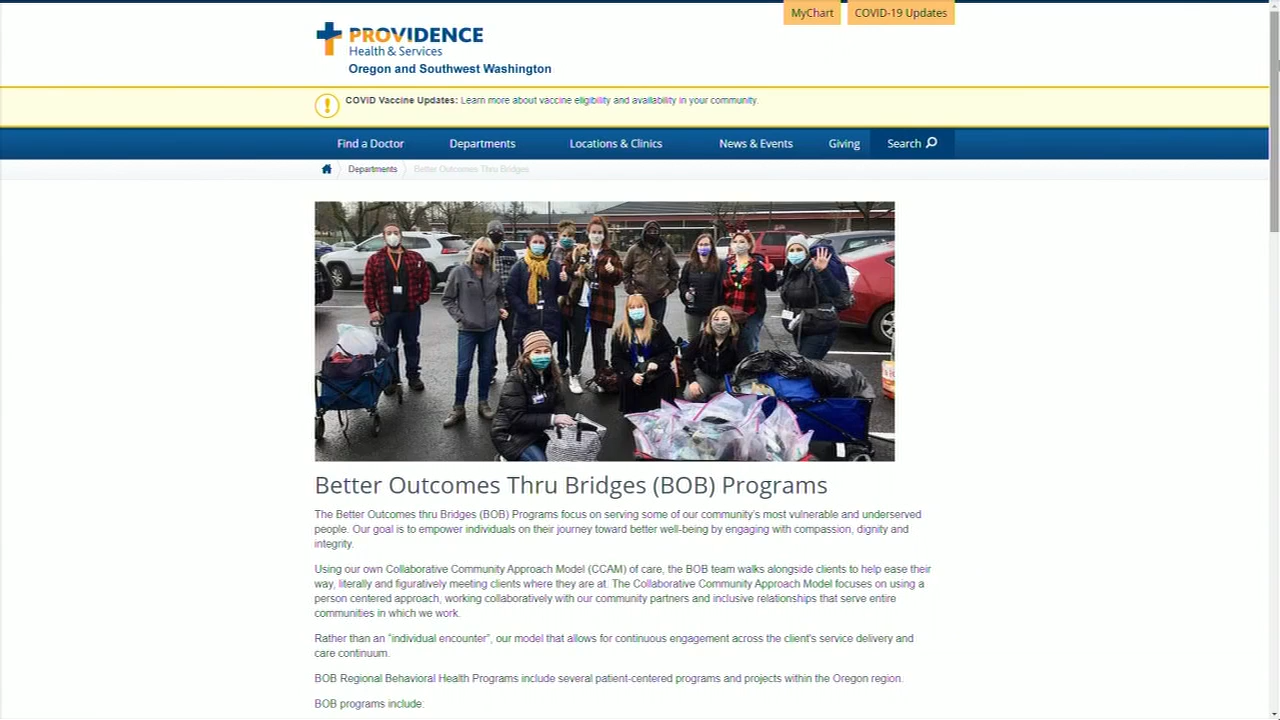 MyChart
COVID-19 Updates
PROVIDENCE
Health & Services
Oregon and Southwest Washington
COVID Vaccine Updates: Learn more about vaccine eligibility and availability in your community.
Find a Doctor Departments Locations & Clinics News & Events Giving Search
Departments Better Outcomes Thru Bridges
Better Outcomes Thru Bridges (BOB) Programs
The Better Outcomes thru Bridges (BOB) Programs focus on serving some of our community's most vulnerable and underserved
people. Our goal is to empower individuals on their journey toward better well-being by engaging with compassion, dignity and
integrity.
Using our own Collaborative Community Approach Model (CCAM) of care, the BOB team walks alongside clients to help ease their
way, literally and figuratively meeting clients where they are at. The Collaborative Community Approach Model focuses on using a
person centered approach, working collaboratively with our community partners and inclusive relationships that serve entire
communities in which we work.
Rather than an "individual encounter", our model that allows for continuous engagement across the client's service delivery and
care continuum.
BOB Regional Behavioral Health Programs include several patient-centered programs and projects within the Oregon region.
BOB programs include: